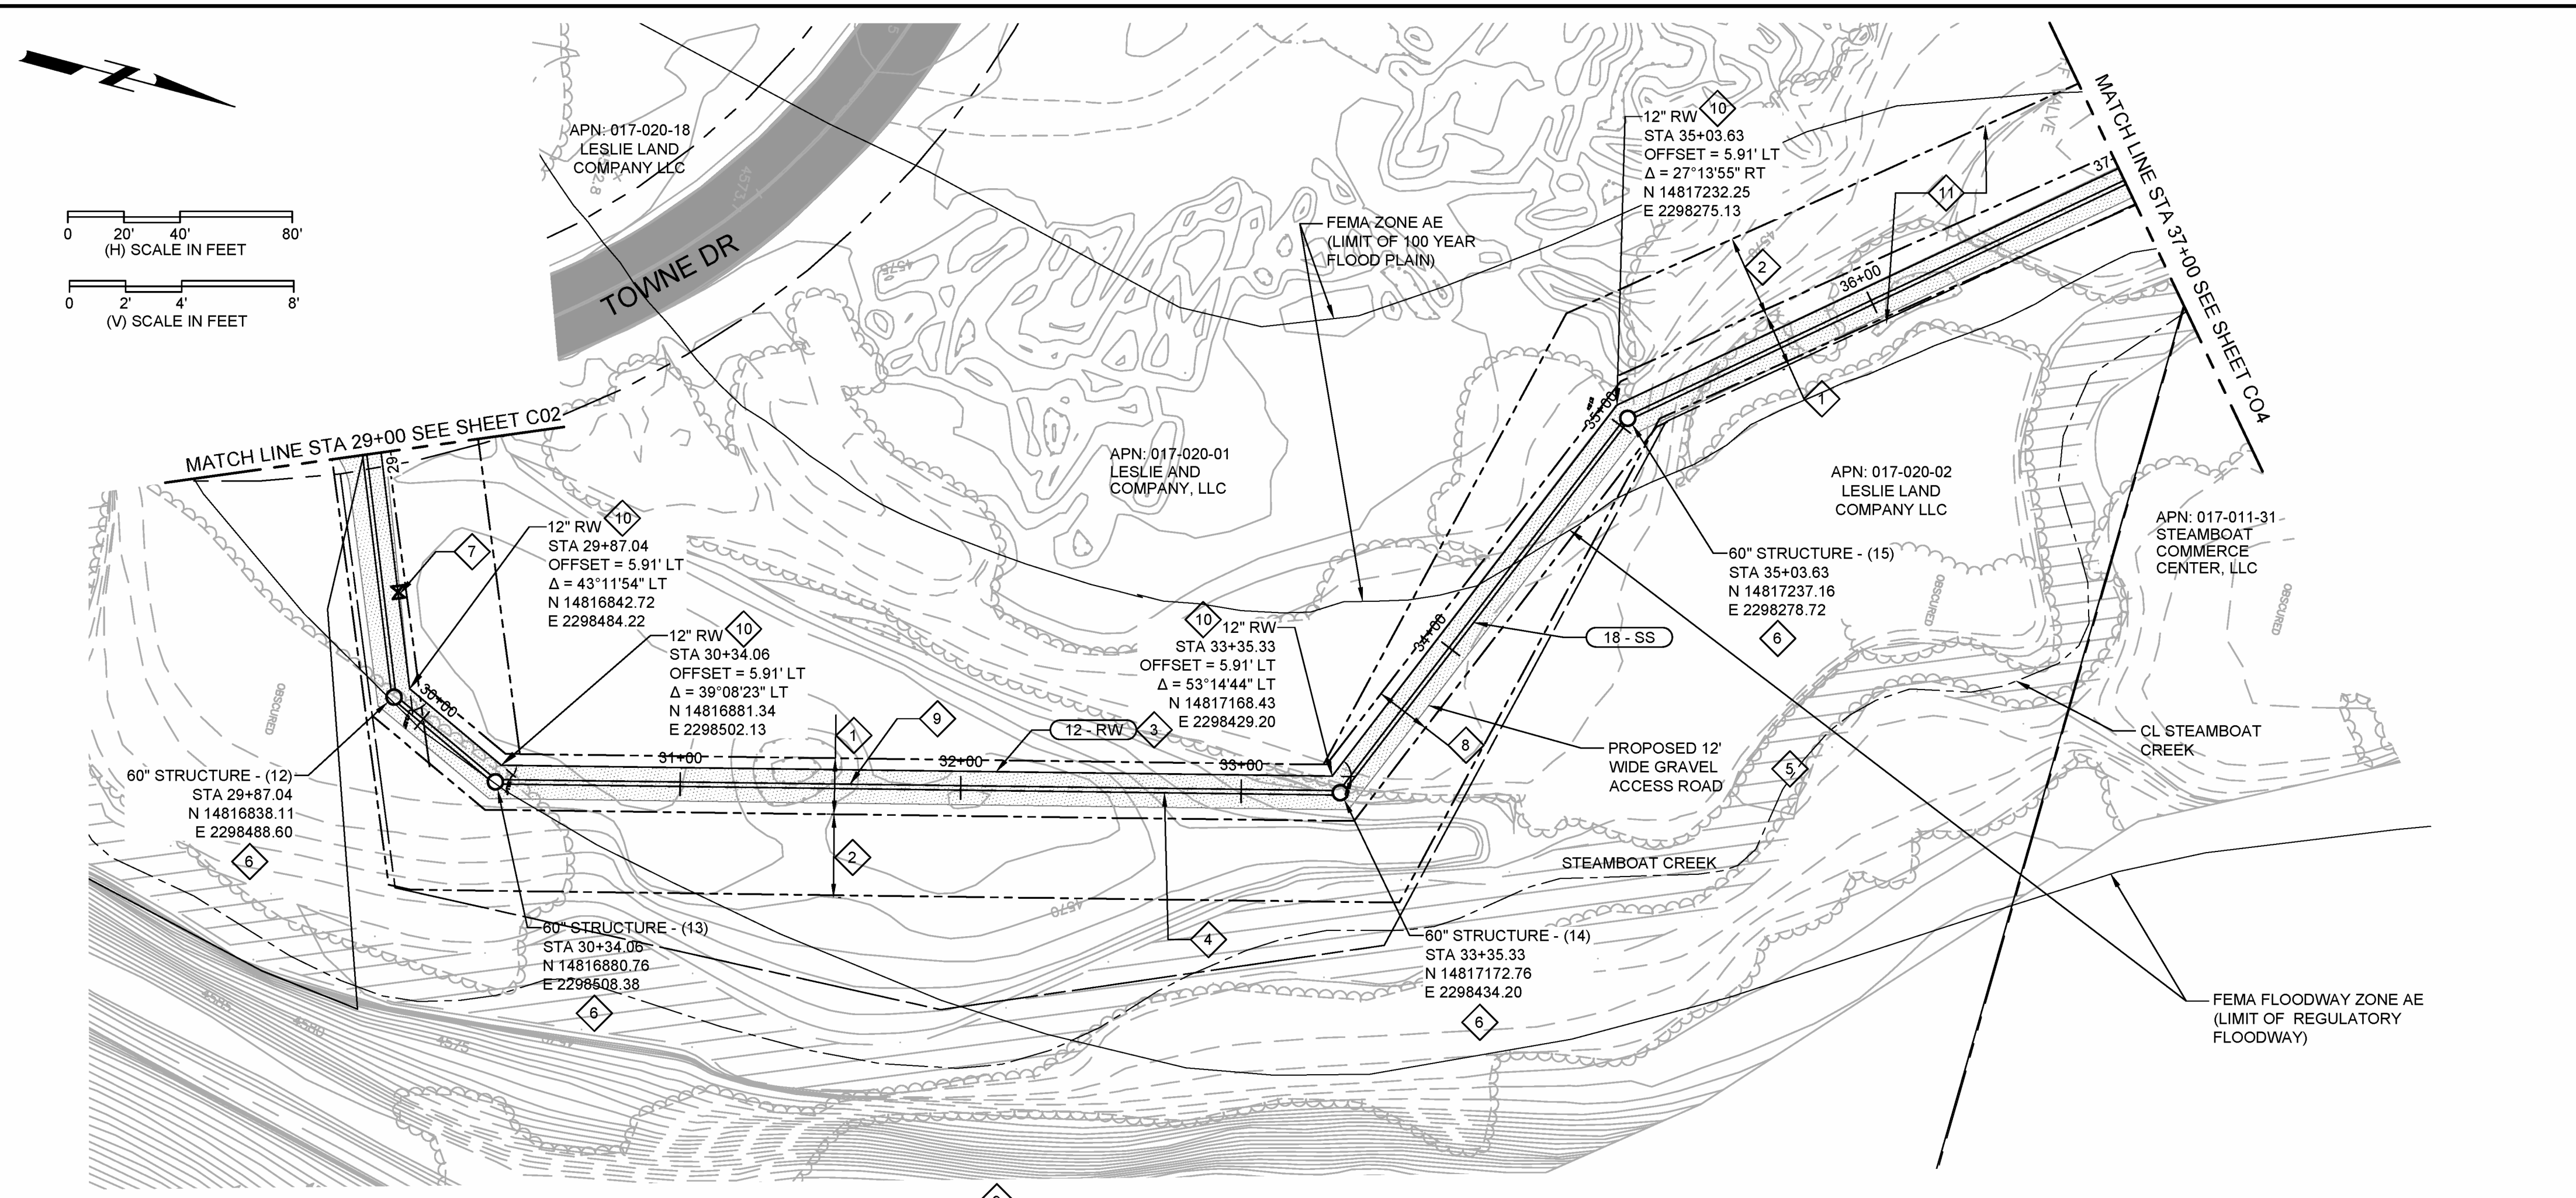 APN: 017-020-18
LESLIE LAND
COMPANY LLC
0 20' 40' 80'
(H) SCALE IN FEET
0 2' 4' 8'
(V) SCALE IN FEET
TOWNE DR
4573.7
4575
FEMA ZONE AE
(LIMIT OF 100 YEAR
FLOOD PLAIN)
12" RW
10
STA 35+03.63
OFFSET = 5.91' LT
Δ = 27°13'55" RT
N 14817232.25
E 2298275.13
11
2
1
36+00
37
MATCH LINE STA 37+00 SEE SHEET CO4
MATCH LINE STA 29+00 SEE SHEET C02
29
7
12" RW
10
STA 29+87.04
OFFSET = 5.91' LT
Δ = 43°11'54" LT
N 14816842.72
E 2298484.22
12" RW
10
STA 30+34.06
OFFSET = 5.91' LT
Δ = 39°08'23" LT
N 14816881.34
E 2298502.13
APN: 017-020-01
LESLIE AND
COMPANY, LLC
10
12" RW
STA 33+35.33
OFFSET = 5.91' LT
Δ = 53°14'44" LT
N 14817168.43
E 2298429.20
35+00
34+00
18 - SS
APN: 017-020-02
LESLIE LAND
COMPANY LLC
60" STRUCTURE - (15)
STA 35+03.63
N 14817237.16
E 2298278.72
6
APN: 017-011-31
STEAMBOAT
COMMERCE
CENTER, LLC
OBSCURED
OBSCURED
OBSCURED
30+00
31+00
32+00
33+00
1
9
12 - RW
3
8
PROPOSED 12'
WIDE GRAVEL
ACCESS ROAD
5
CL STEAMBOAT
CREEK
60" STRUCTURE - (12)
STA 29+87.04
N 14816838.11
E 2298488.60
6
2
STEAMBOAT CREEK
4570
4
60" STRUCTURE - (13)
STA 30+34.06
N 14816880.76
E 2298508.38
6
60" STRUCTURE - (14)
STA 33+35.33
N 14817172.76
E 2298434.20
6
FEMA FLOODWAY ZONE AE
(LIMIT OF REGULATORY
FLOODWAY)
4585
4580
4575